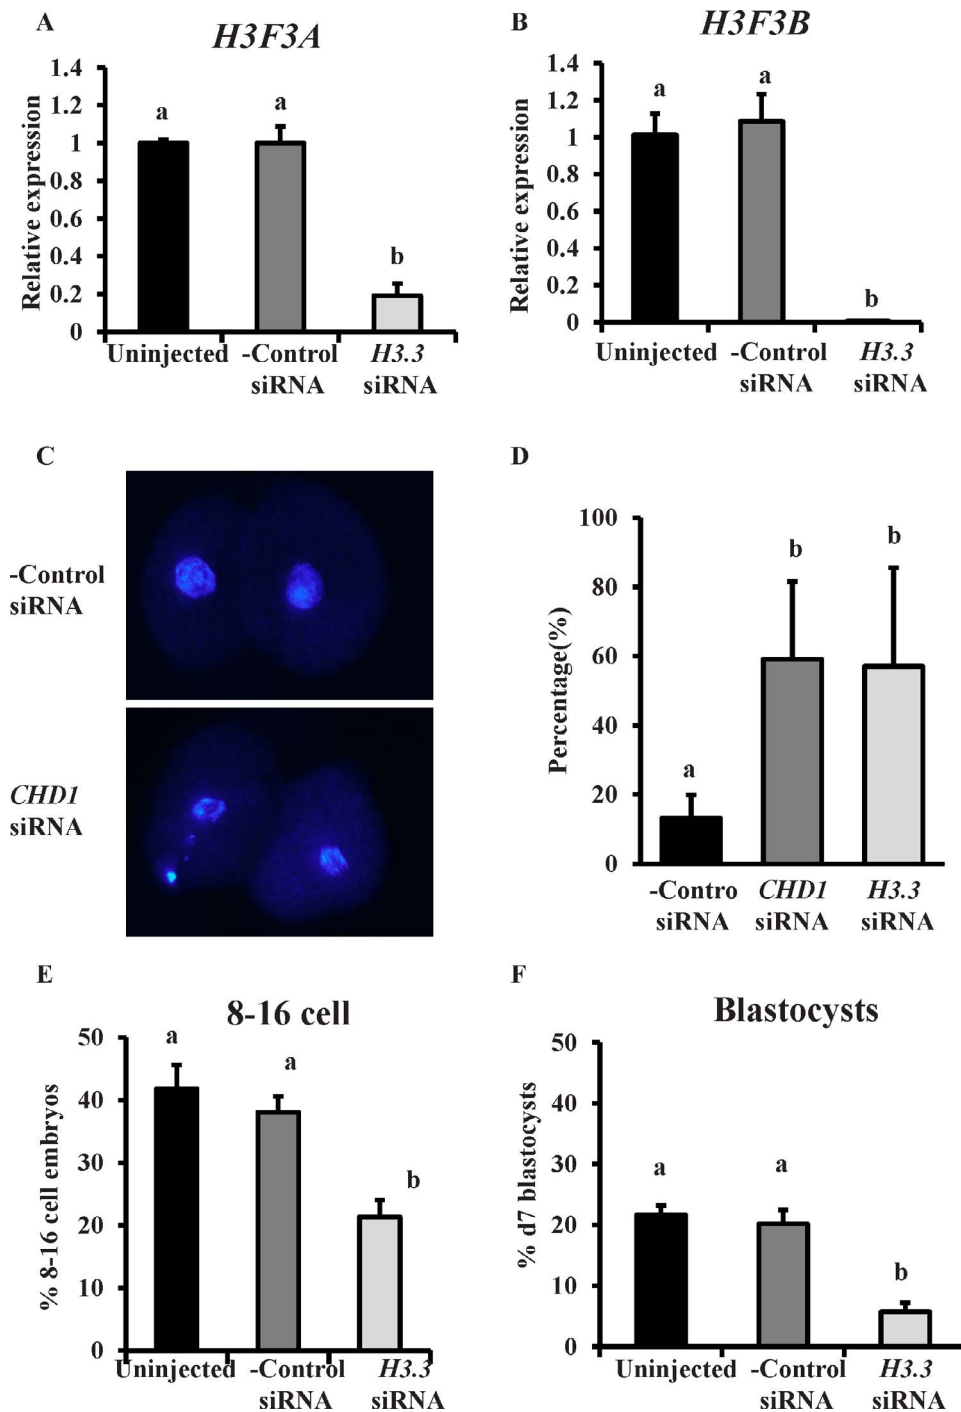 A
H3F3A
Relative expression
1.4
1.2
1
0.8
0.6
0.4
0.2
0
a
a
b
Uninjected
-Control
siRNA
H3.3
siRNA
B
H3F3B
Relative expression
1.4
1.2
1
0.8
0.6
0.4
0.2
0
a
a
b
Uninjected
-Control
siRNA
H3.3
siRNA
C
-Control
siRNA
CHD1
siRNA
D
Percentage(%)
100
80
60
40
20
0
a
b
b
-Contro
siRNA
CHD1
siRNA
H3.3
siRNA
E
8-16 cell
% 8-16 cell embryos
50
40
30
20
10
0
a
a
b
Uninjected
-Control
siRNA
H3.3
siRNA
F
Blastocysts
% d7 blastocysts
50
40
30
20
10
0
a
a
b
Uninjected
-Control
siRNA
H3.3
siRNA